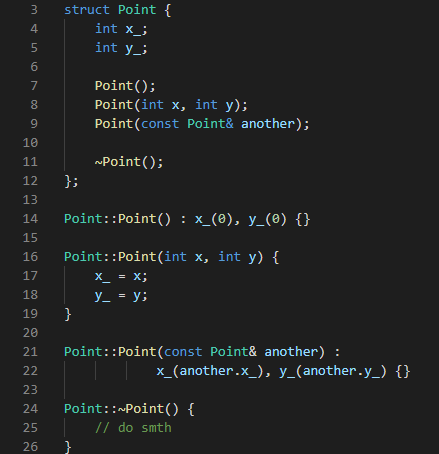 3 struct Point {
4     int x_;
5     int y_;
6
7     Point();
8     Point(int x, int y);
9     Point(const Point& another);
10
11     ~Point();
12 };
13
14 Point::Point() : x_(0), y_(0) {}
15
16 Point::Point(int x, int y) {
17     x_ = x;
18     y_ = y;
19 }
20
21 Point::Point(const Point& another) :
22             x_(another.x_), y_(another.y_) {}
23
24 Point::~Point() {
25     // do smth
26 }